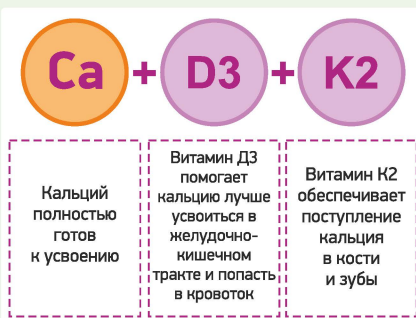 Ca + D3 + K2
Кальций
полностью
готов
к усвоению
Витамин Д3
помогает
кальцию лучше
усвоиться в
желудочно-
кишечном
тракте и попасть
в кровоток
Витамин К2
обеспечивает
поступление
кальция
в кости
и зубы